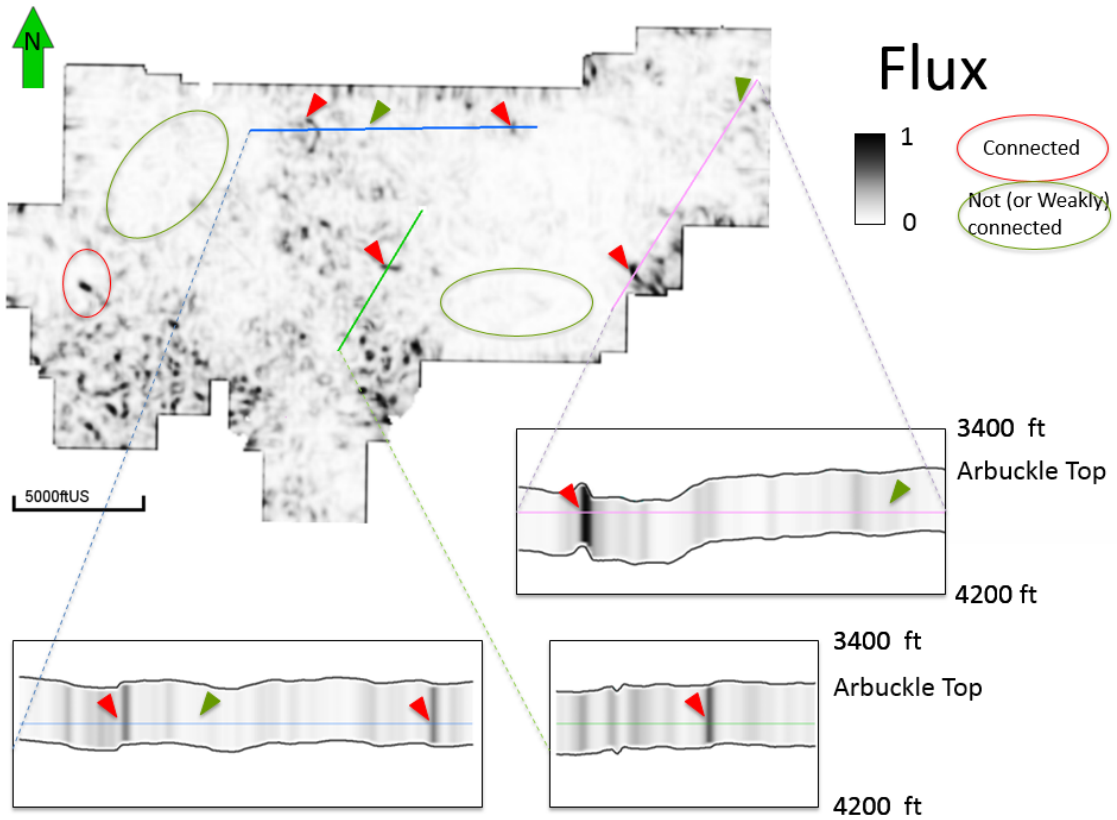 N
Flux
1
0
Connected
Not (or Weakly)
connected
5000ftUS
3400 ft
Arbuckle Top
4200 ft
3400 ft
Arbuckle Top
4200 ft